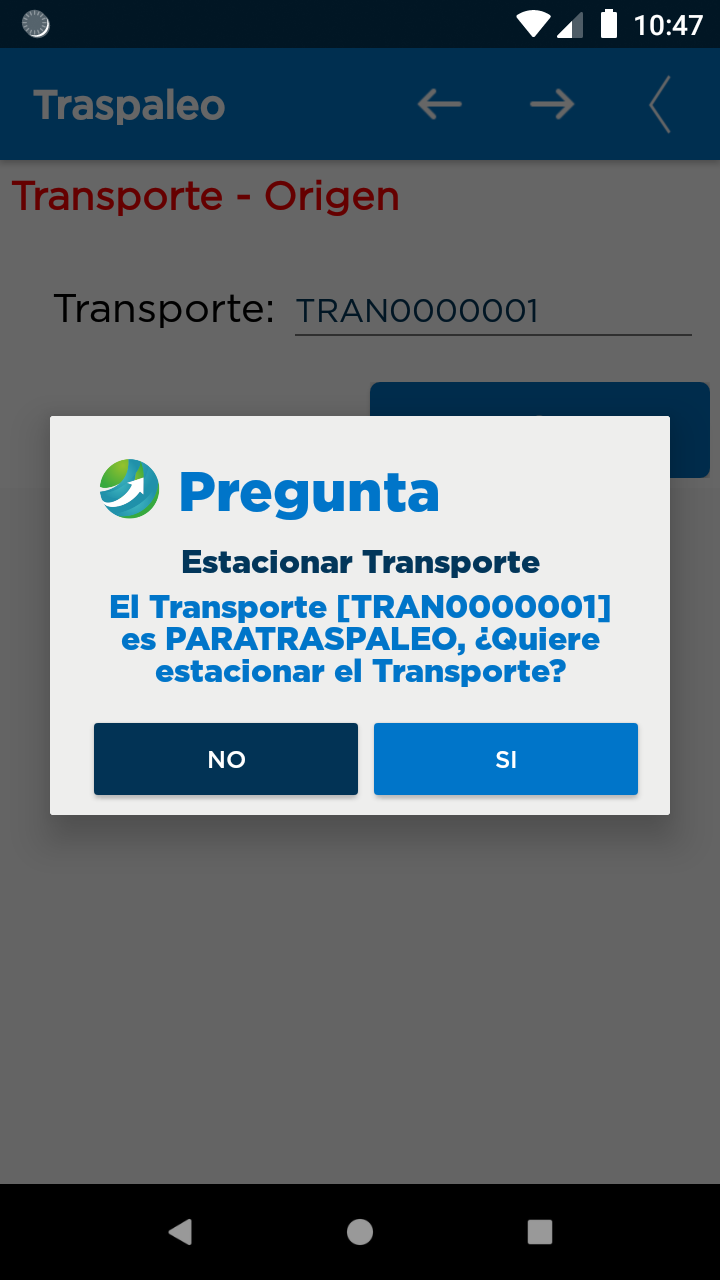 10:47
Traspaleo
Transporte - Origen
Transporte: TRAN0000001
Pregunta
Estacionar Transporte
El Transporte [TRAN0000001]
es PARATRASPALEO, ¿Quiere
estacionar el Transporte?
NO SI